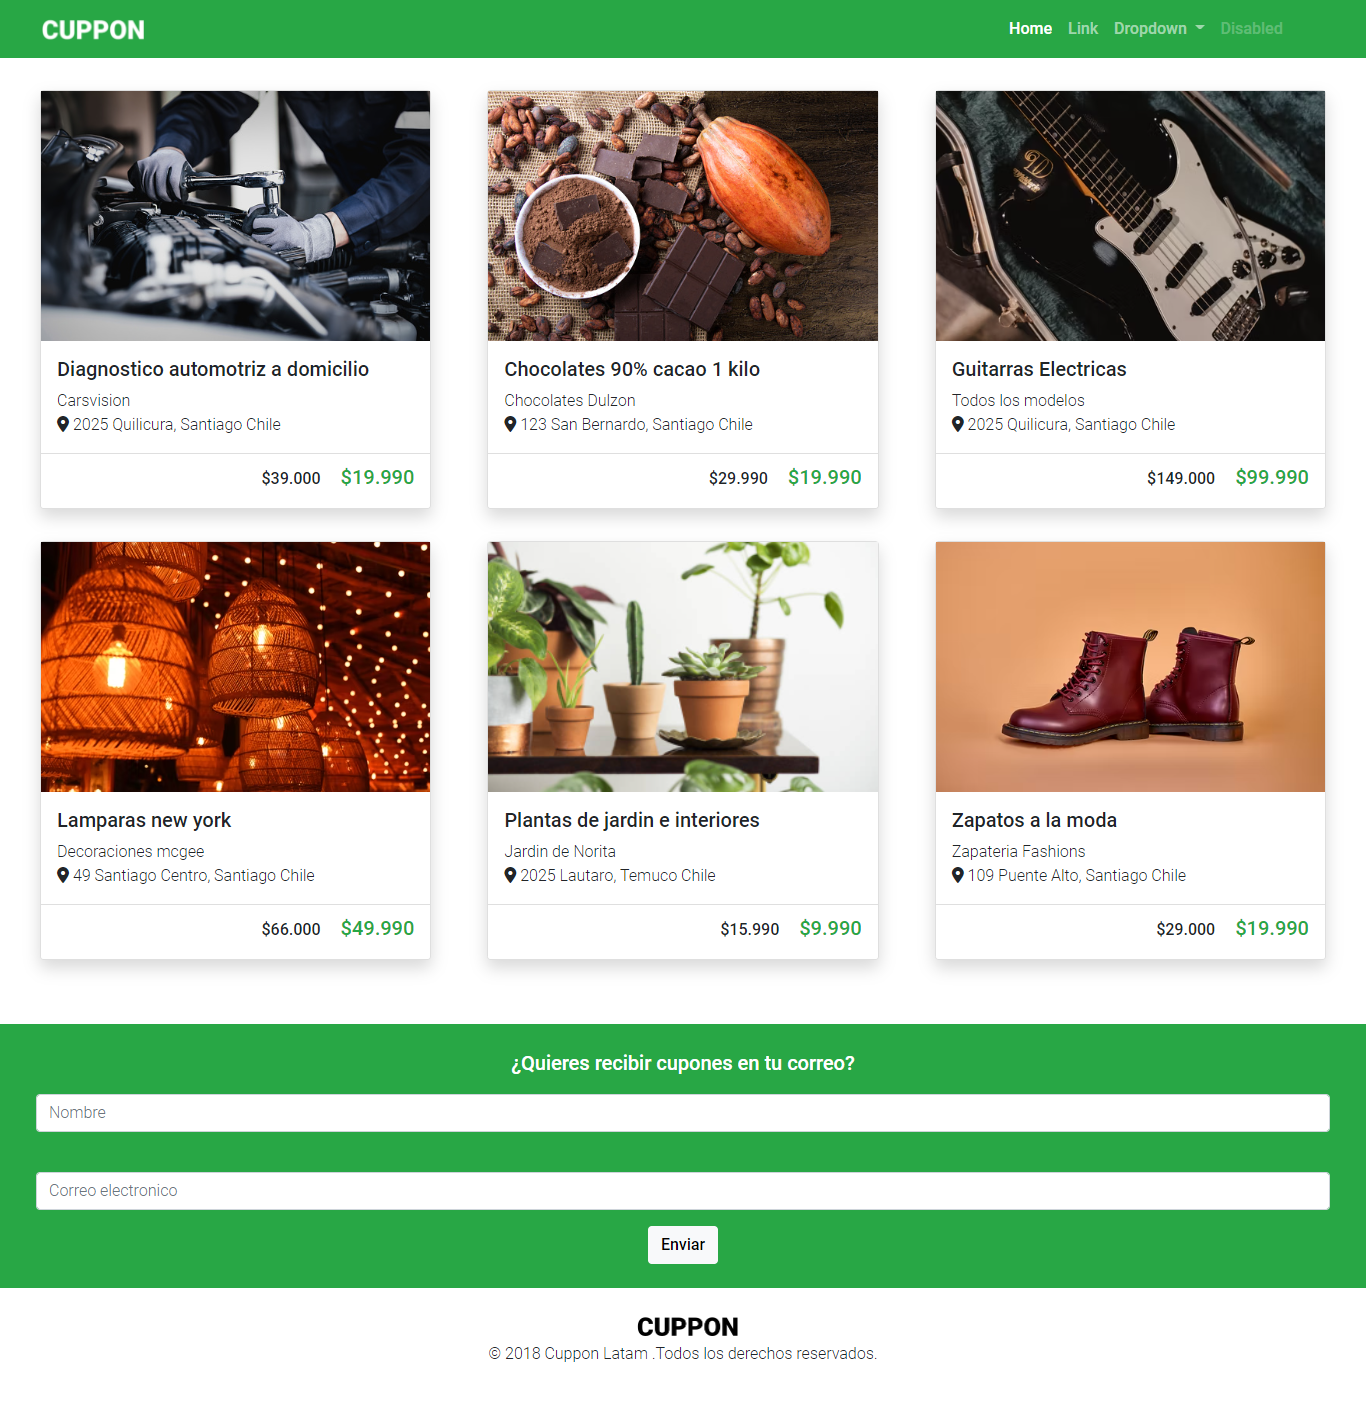 CUPPON
Home Link Dropdown Disabled
Diagnostico automotriz a domicilio
Carsvision
2025 Quilicura, Santiago Chile
$39.000 $19.990
Chocolates 90% cacao 1 kilo
Chocolates Dulzon
123 San Bernardo, Santiago Chile
$29.990 $19.990
Guitarras Electricas
Todos los modelos
2025 Quilicura, Santiago Chile
$149.000 $99.990
Lamparas new york
Decoraciones mcgee
49 Santiago Centro, Santiago Chile
$66.000 $49.990
Plantas de jardin e interiores
Jardin de Norita
2025 Lautaro, Temuco Chile
$15.990 $9.990
Zapatos a la moda
Zapateria Fashions
109 Puente Alto, Santiago Chile
$29.000 $19.990
¿Quieres recibir cupones en tu correo?
Nombre
Correo electronico
Enviar
CUPPON
© 2018 Cuppon Latam .Todos los derechos reservados.